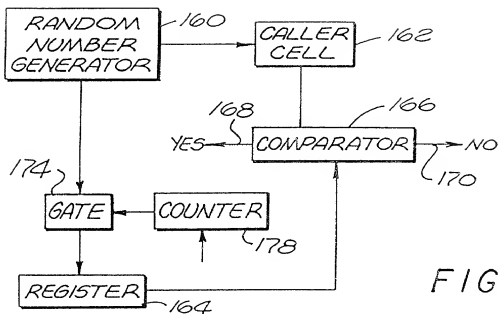 RANDOM
NUMBER
GENERATOR
160
CALLER
CELL
162
166
168
YES
COMPARATOR
NO
170
174
GATE
COUNTER
178
REGISTER
164
FIG